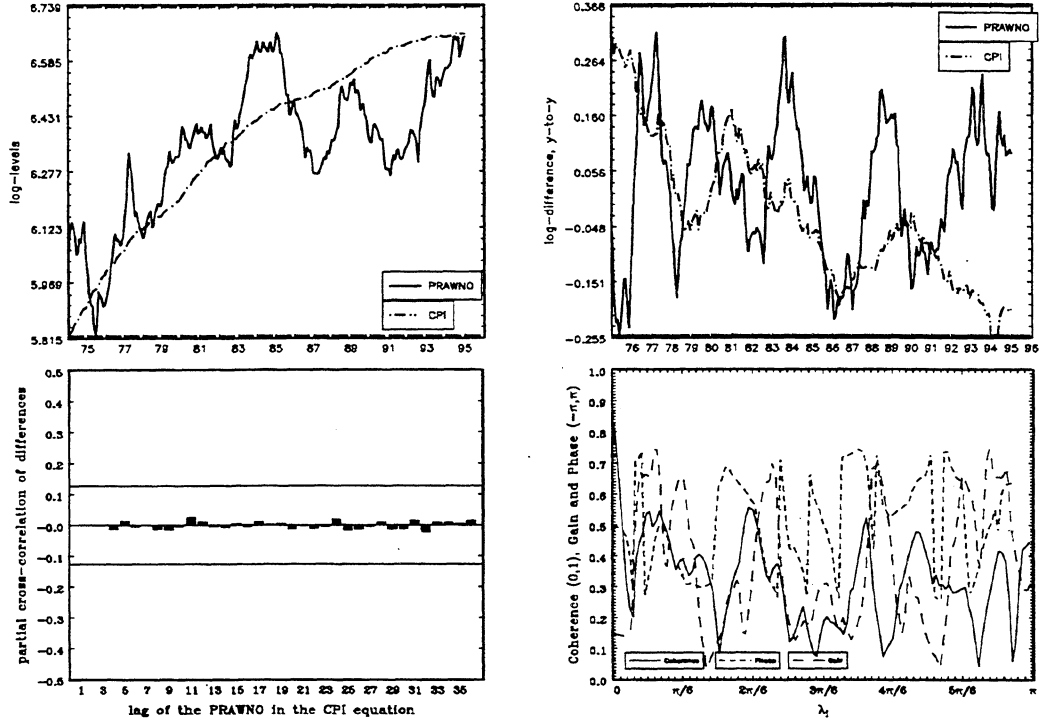 log-levels
6.739
6.585
6.431
6.277
6.123
5.969
5.815
PRAWNO
CPI
75 77 79 81 83 85 87 89 91 93 95
log-difference, y-to-y
0.368
0.264
0.160
0.056
-0.048
-0.151
-0.255
PRAWNO
CPI
76 77 78 79 80 81 82 83 84 85 86 87 88 89 90 91 92 93 94 95 96
partial cross-correlation of differences
0.5
0.4
0.3
0.2
0.1
-0.0
-0.1
-0.2
-0.3
-0.4
-0.5
1 3 5 7 9 11 13 15 17 19 21 23 25 27 29 31 33 35
lag of the PRAWNO in the CPI equation
Coherence (0,1), Gain and Phase (-π,π)
1.0
0.9
0.8
0.7
0.6
0.5
0.4
0.3
0.2
0.1
0.0
Coherence
Phase
Gain
0 π/6 2π/6 3π/6 4π/6 5π/6 π
λj